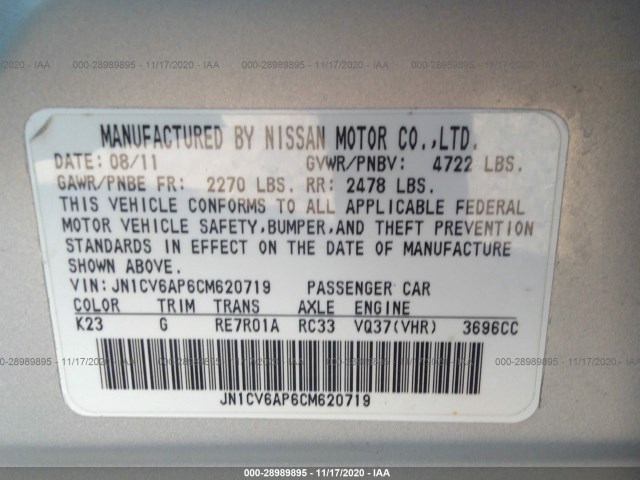 000-28989895 - 11/17/2020 - IAA
MANUFACTURED BY NISSAN MOTOR CO.,LTD.
DATE: 08/11 GVWR/PNBV: 4722 LBS.
GAWR/PNBE FR: 2270 LBS. RR: 2478 LBS.
THIS VEHICLE CONFORMS TO ALL APPLICABLE FEDERAL
MOTOR VEHICLE SAFETY,BUMPER,AND THEFT PREVENTION
STANDARDS IN EFFECT ON THE DATE OF MANUFACTURE
SHOWN ABOVE.
VIN: JN1CV6AP6CM620719 PASSENGER CAR
COLOR TRIM TRANS AXLE ENGINE
K23 G RE7R01A RC33 VQ37(VHR) 3696CC
JN1CV6AP6CM620719
000-28989895 - 11/17/2020 - IAA